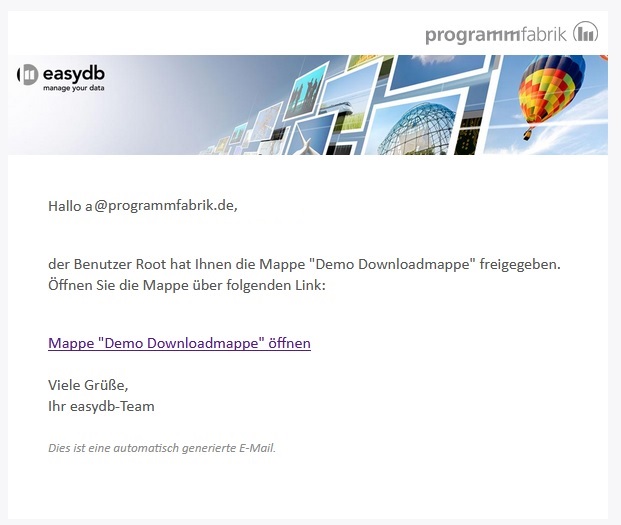 programmfabrik
easydb
manage your data
Hallo a@programmfabrik.de,
der Benutzer Root hat Ihnen die Mappe "Demo Downloadmappe" freigegeben.
Öffnen Sie die Mappe über folgenden Link:
Mappe "Demo Downloadmappe" öffnen
Viele Grüße,
Ihr easydb-Team
Dies ist eine automatisch generierte E-Mail.